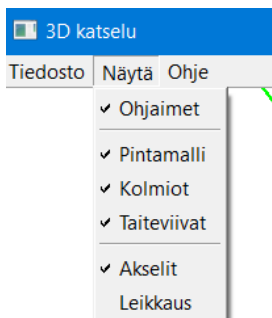 3D katselu
Tiedosto Näytä Ohje
Ohjaimet
Pintamalli
Kolmiot
Taiteviivat
Akselit
Leikkaus